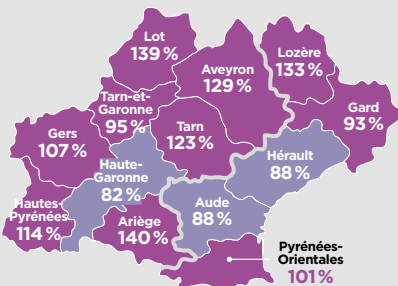 Lot
139 %
Lozère
133 %
Aveyron
129 %
Tarn-et-
Garonne
95 %
Gard
93 %
Gers
107 %
Tarn
123 %
Hérault
88 %
Haute-
Garonne
82 %
Hautes-
Pyrénées
114 %
Aude
88 %
Ariège
140 %
Pyrénées-
Orientales
101 %